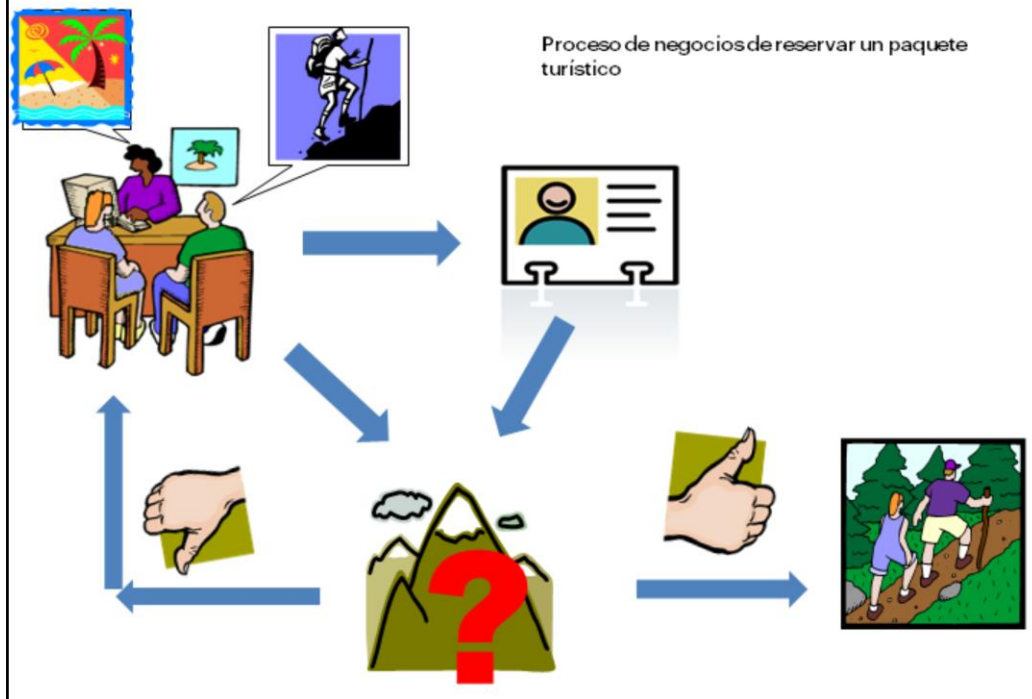 Proceso de negocios de reservar un paquete
turístico
?